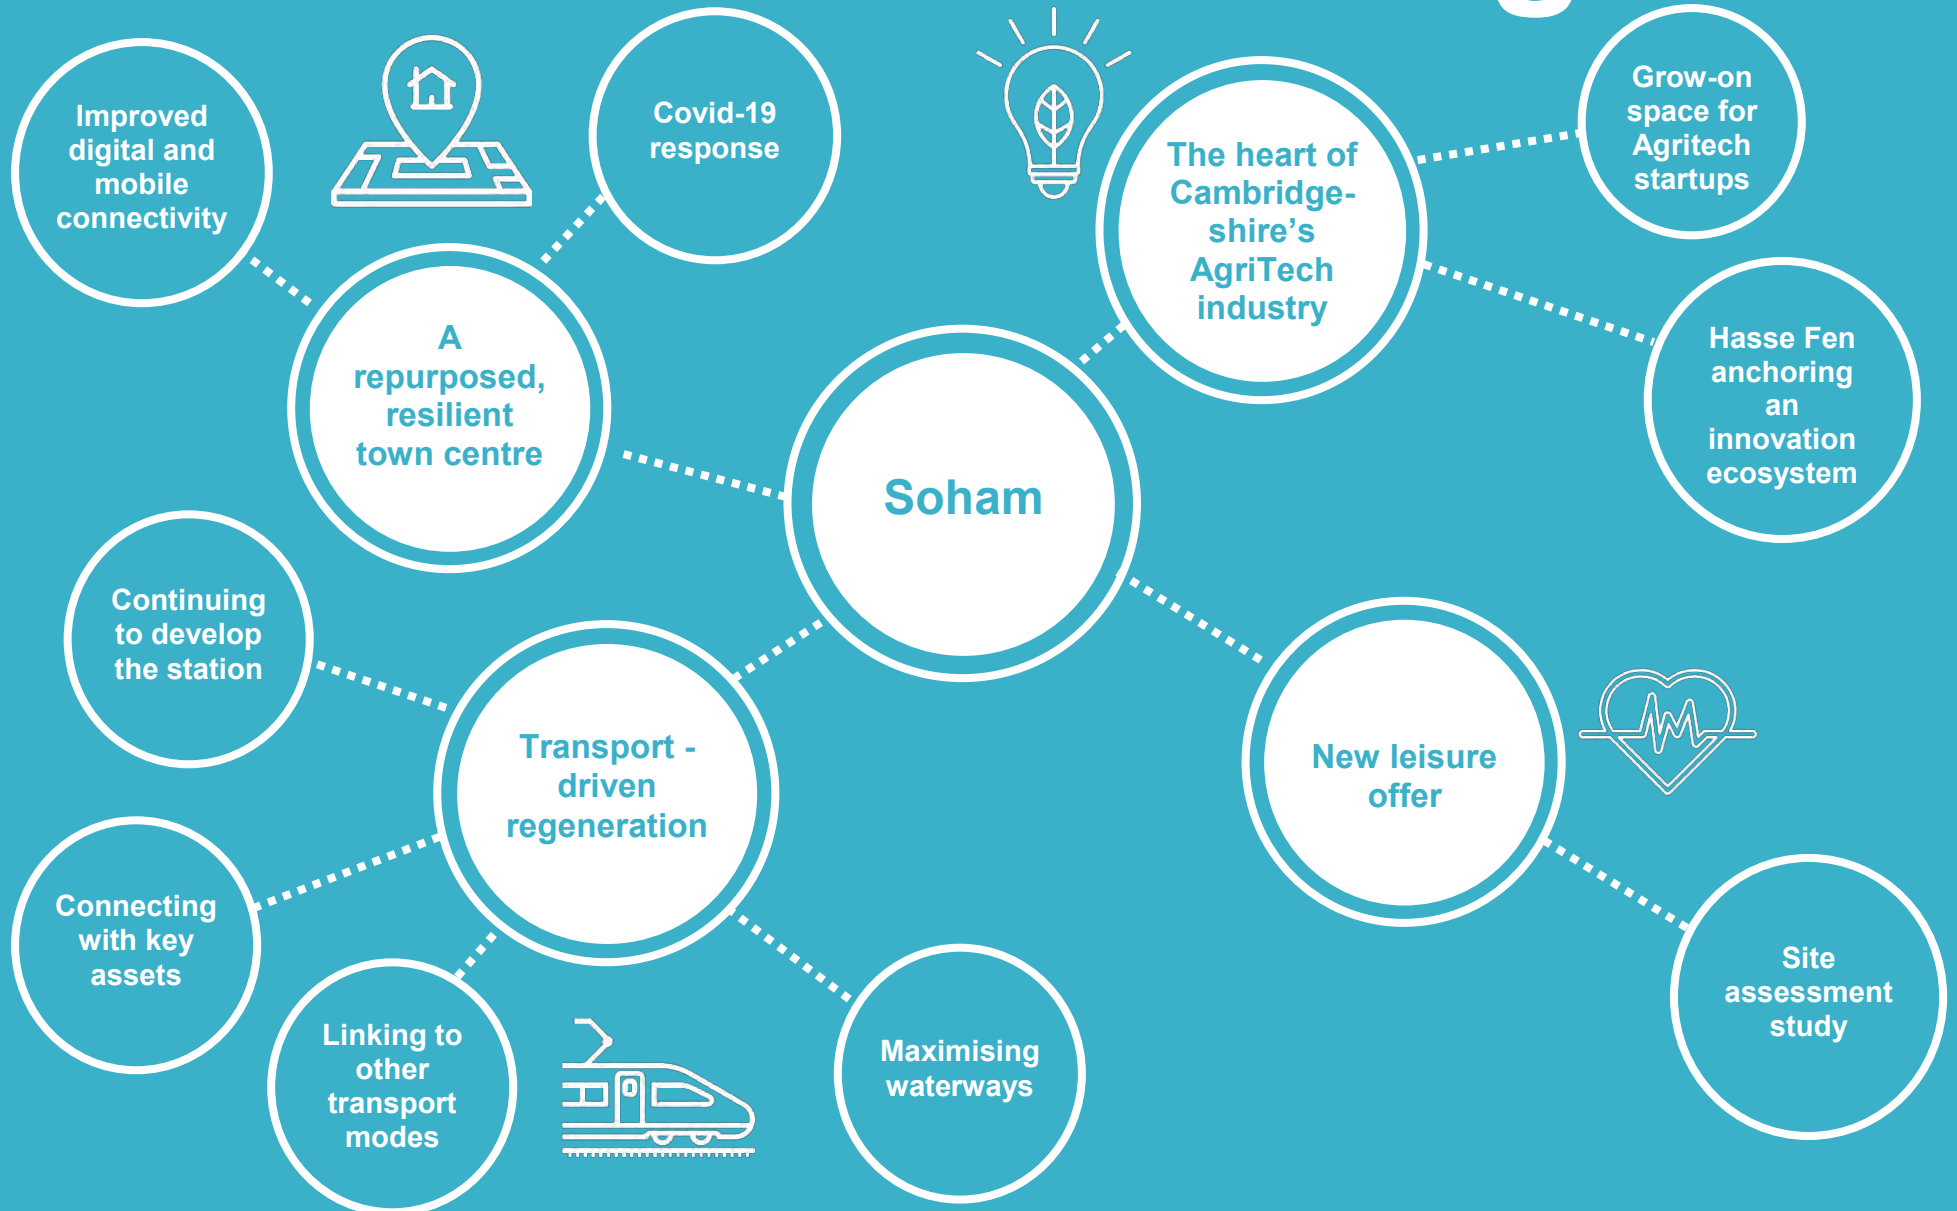 Improved
digital and
mobile
connectivity
Covid-19
response
The heart of
Cambridge-
shire’s
AgriTech
industry
Grow-on
space for
Agritech
startups
A
repurposed,
resilient
town centre
Hasse Fen
anchoring
an
innovation
ecosystem
Soham
Continuing
to develop
the station
Transport -
driven
regeneration
New leisure
offer
Connecting
with key
assets
Linking to
other
transport
modes
Maximising
waterways
Site
assessment
study